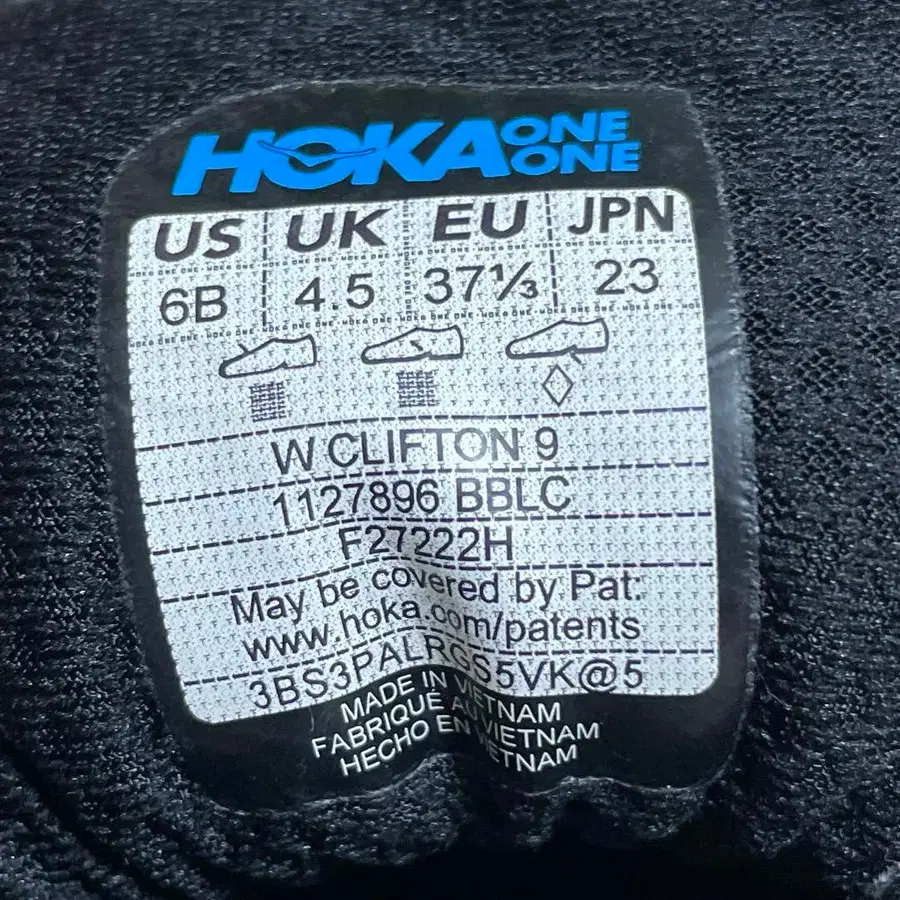 HOKA ONE ONE
US UK EU JPN
6B 4.5 37⅓ 23
W CLIFTON 9
1127896 BBLC
F27222H
May be covered by Pat:
www.hoka.com/patents
3BS3PALRGS5VK@5
MADE IN VIETNAM
FABRIQUÉ AU VIETNAM
HECHO EN VIETNAM